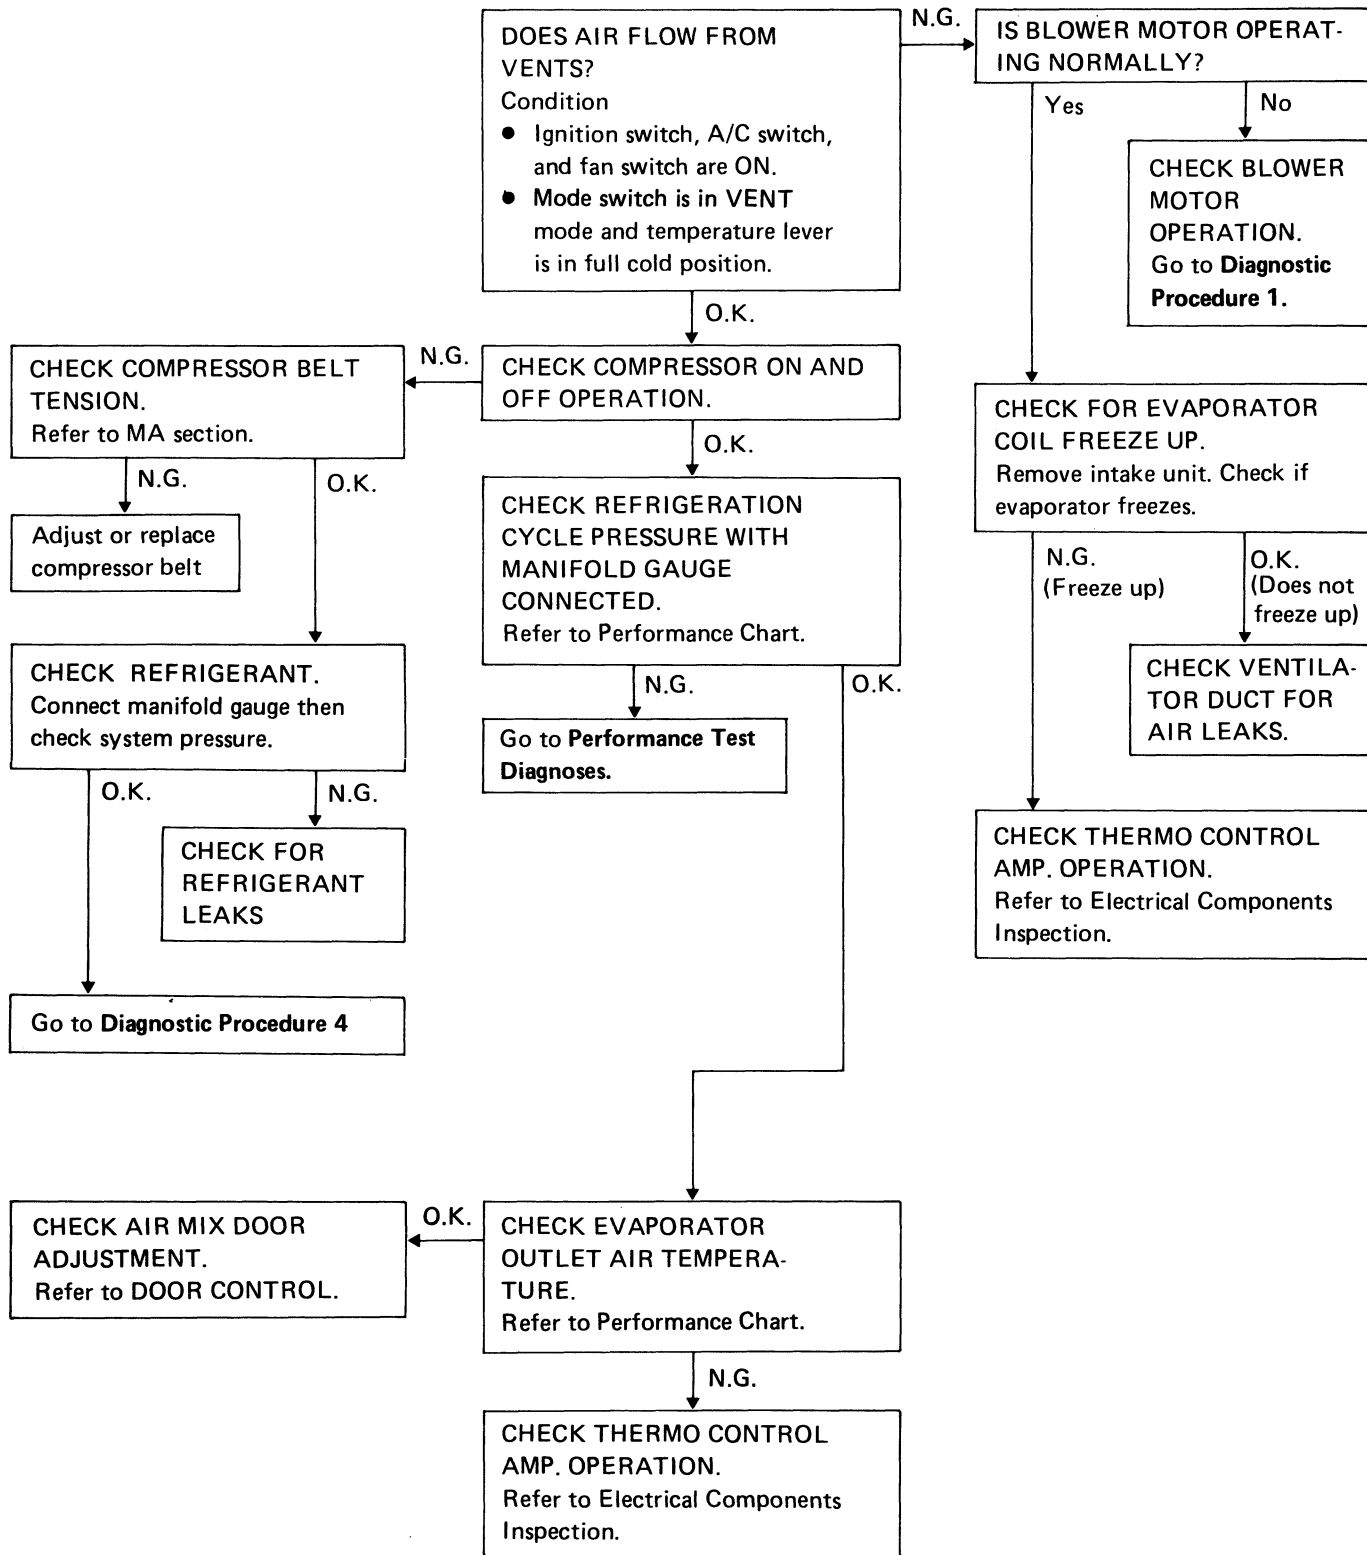 DOES AIR FLOW FROM
VENTS?
Condition
● Ignition switch, A/C switch,
and fan switch are ON.
● Mode switch is in VENT
mode and temperature lever
is in full cold position.
N.G.
IS BLOWER MOTOR OPERAT-
ING NORMALLY?
Yes
No
CHECK BLOWER
MOTOR
OPERATION.
Go to Diagnostic
Procedure 1.
O.K.
CHECK COMPRESSOR ON AND
OFF OPERATION.
N.G.
CHECK COMPRESSOR BELT
TENSION.
Refer to MA section.
N.G.
O.K.
Adjust or replace
compressor belt
CHECK REFRIGERANT.
Connect manifold gauge then
check system pressure.
O.K.
N.G.
CHECK FOR
REFRIGERANT
LEAKS
Go to Diagnostic Procedure 4
O.K.
CHECK REFRIGERATION
CYCLE PRESSURE WITH
MANIFOLD GAUGE
CONNECTED.
Refer to Performance Chart.
N.G.
O.K.
Go to Performance Test
Diagnoses.
CHECK FOR EVAPORATOR
COIL FREEZE UP.
Remove intake unit. Check if
evaporator freezes.
N.G.
(Freeze up)
O.K.
(Does not
freeze up)
CHECK VENTILA-
TOR DUCT FOR
AIR LEAKS.
CHECK THERMO CONTROL
AMP. OPERATION.
Refer to Electrical Components
Inspection.
CHECK EVAPORATOR
OUTLET AIR TEMPERA-
TURE.
Refer to Performance Chart.
O.K.
CHECK AIR MIX DOOR
ADJUSTMENT.
Refer to DOOR CONTROL.
N.G.
CHECK THERMO CONTROL
AMP. OPERATION.
Refer to Electrical Components
Inspection.